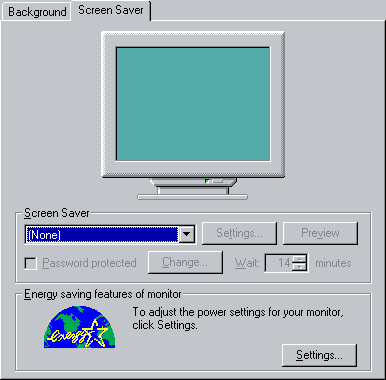 Background Screen Saver
Screen Saver
(None) Settings... Preview
Password protected Change... Wait: 14 minutes
Energy saving features of monitor
To adjust the power settings for your monitor,
click Settings.
energy
Settings...